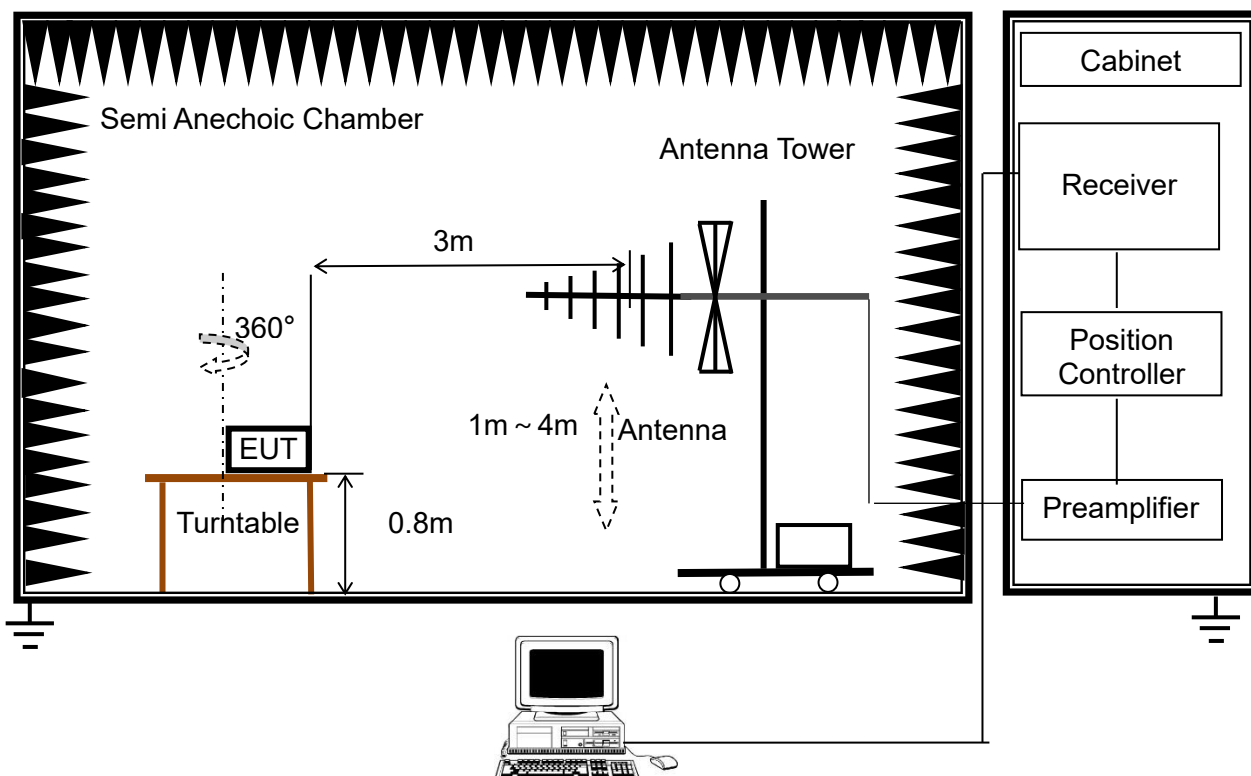 Semi Anechoic Chamber
Antenna Tower
3m
360°
1m ~ 4m
Antenna
EUT
Turntable
0.8m
Cabinet
Receiver
Position
Controller
Preamplifier